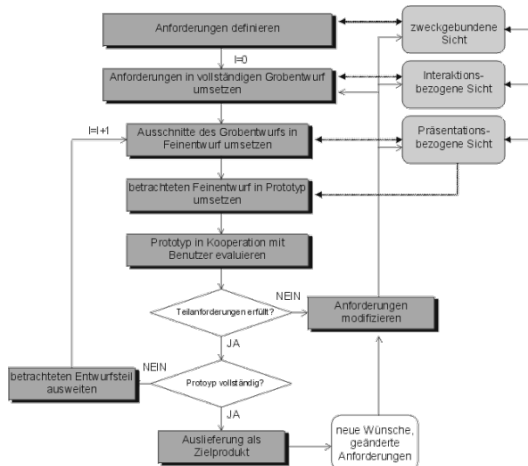 Anforderungen definieren
zweckgebundene
Sicht
I=0
Anforderungen in vollständigen Grobentwurf
umsetzen
Interaktions-
bezogene Sicht
I=I+1
Ausschnitte des Grobentwurfs in
Feinentwurf umsetzen
Präsentations-
bezogene Sicht
betrachteten Feinentwurf in Prototyp
umsetzen
Prototyp in Kooperation mit
Benutzer evaluieren
Teilanforderungen erfüllt?
NEIN
Anforderungen
modifizieren
JA
betrachteten Entwurfsteil
ausweiten
NEIN
Protoyp vollständig?
JA
Auslieferung als
Zielprodukt
neue Wünsche,
geänderte
Anforderungen